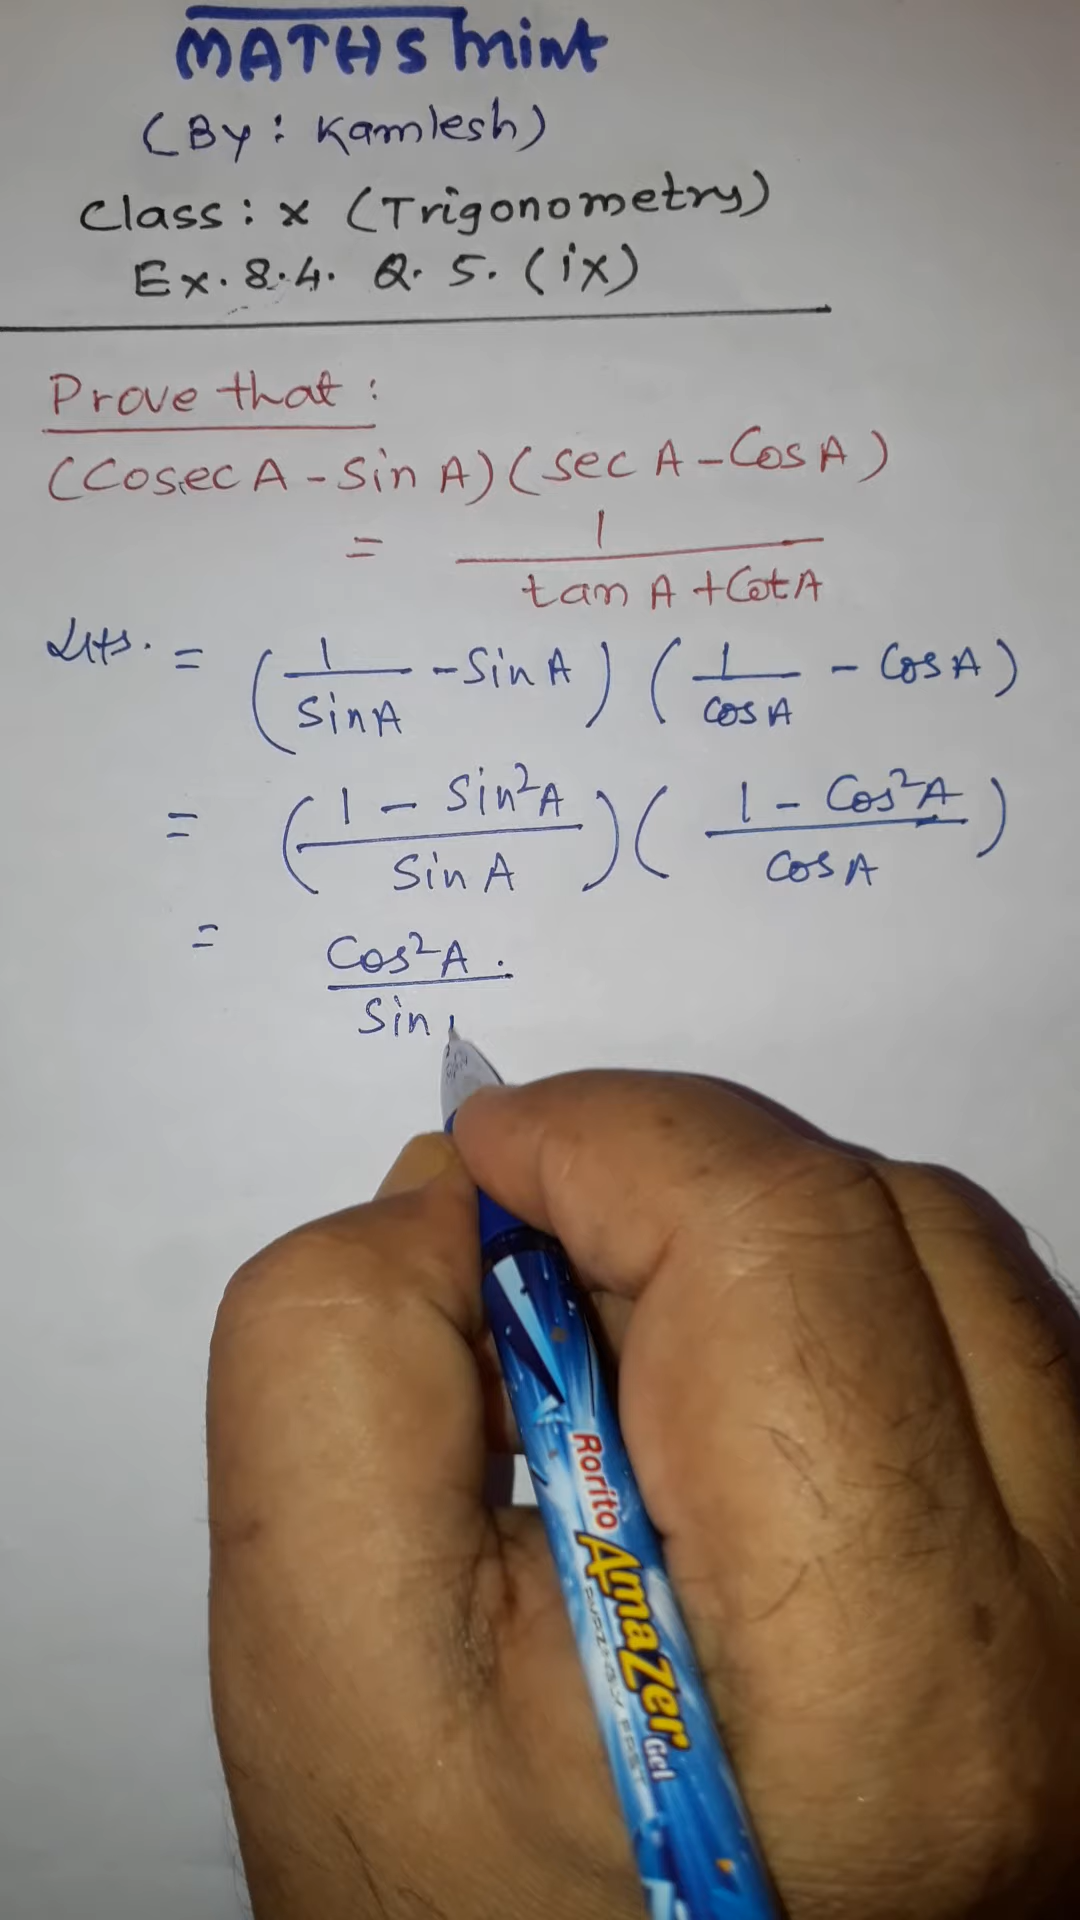 MATHS mint
(By: Kamlesh)
Class: x (Trigonometry)
Ex. 8.4. Q. 5. (ix)
Prove that:
(Cosec A - Sin A) (sec A - Cos A)
= 1 / tan A + Cot A
LHS. = (1 / Sin A - Sin A) (1 / Cos A - Cos A)
= (1 - Sin²A / Sin A) (1 - Cos²A / Cos A)
= Cos²A . / Sin
Rorito AmaZer Gel